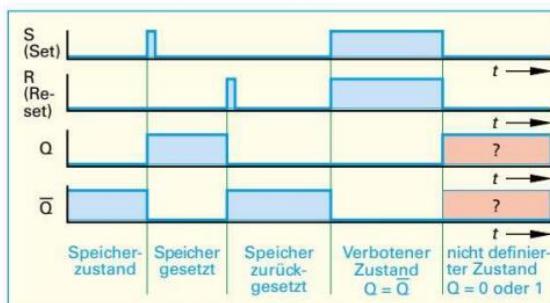 S
(Set)
t
R
(Re-
set)
t
Q
?
t
Q̅
?
t
Speicher-
zustand
Speicher
gesetzt
Speicher
zurück-
gesetzt
Verbotener
Zustand
Q = Q̅
nicht definier-
ter Zustand
Q = 0 oder 1